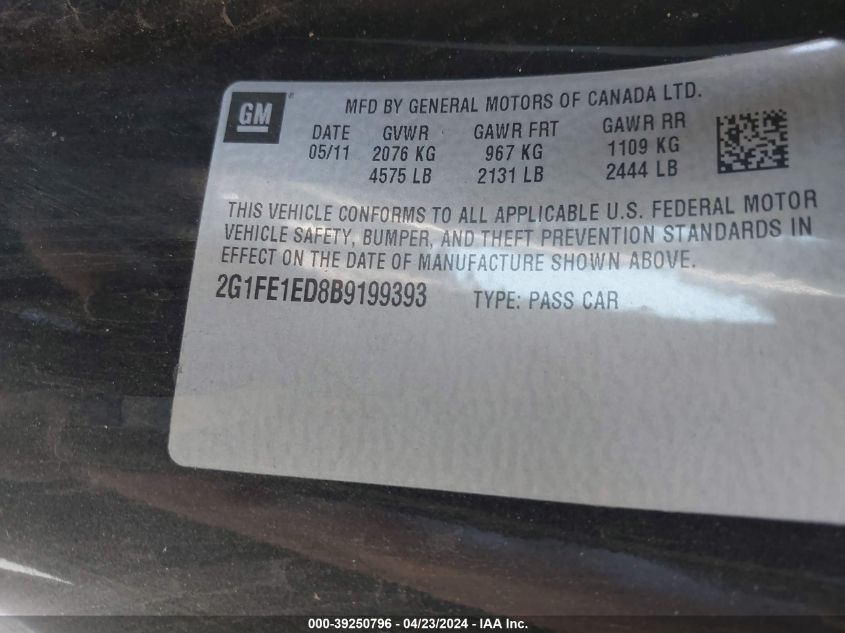 GM
MFD BY GENERAL MOTORS OF CANADA LTD.
DATE GVWR GAWR FRT GAWR RR
05/11 2076 KG 967 KG 1109 KG
4575 LB 2131 LB 2444 LB
THIS VEHICLE CONFORMS TO ALL APPLICABLE U.S. FEDERAL MOTOR
VEHICLE SAFETY, BUMPER, AND THEFT PREVENTION STANDARDS IN
EFFECT ON THE DATE OF MANUFACTURE SHOWN ABOVE.
2G1FE1ED8B9199393 TYPE: PASS CAR
000-39250796 - 04/23/2024 - IAA Inc.